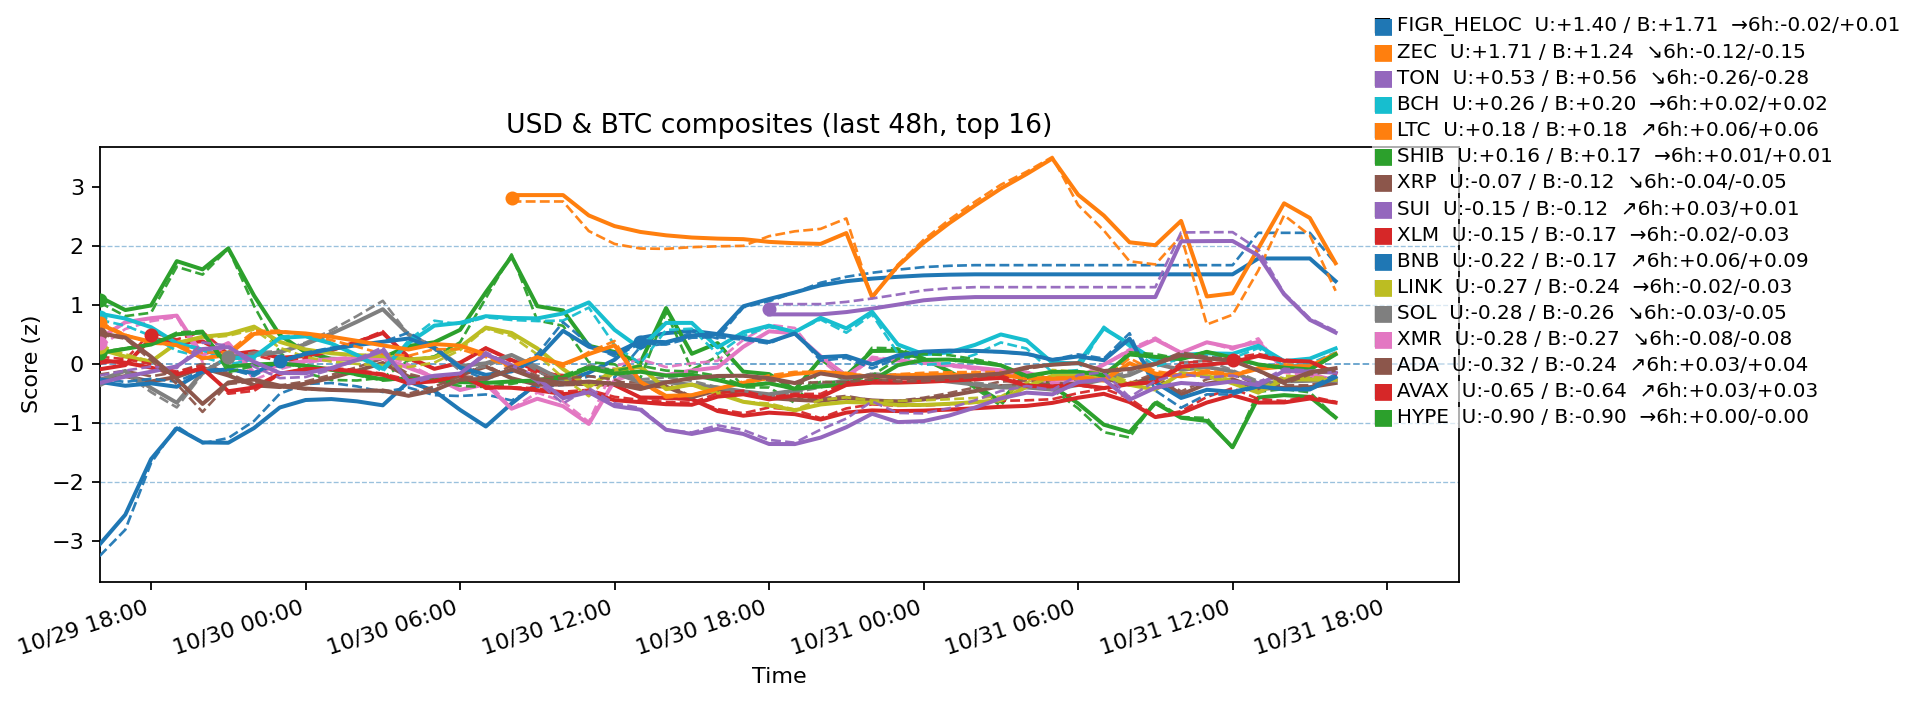 FIGR_HELOC U:+1.40 / B:+1.71 →6h:-0.02/+0.01
ZEC U:+1.71 / B:+1.24 ↘6h:-0.12/-0.15
TON U:+0.53 / B:+0.56 ↘6h:-0.26/-0.28
BCH U:+0.26 / B:+0.20 →6h:+0.02/+0.02
LTC U:+0.18 / B:+0.18 ↗6h:+0.06/+0.06
SHIB U:+0.16 / B:+0.17 →6h:+0.01/+0.01
XRP U:-0.07 / B:-0.12 ↘6h:-0.04/-0.05
SUI U:-0.15 / B:-0.12 ↗6h:+0.03/+0.01
XLM U:-0.15 / B:-0.17 →6h:-0.02/-0.03
BNB U:-0.22 / B:-0.17 ↗6h:+0.06/+0.09
LINK U:-0.27 / B:-0.24 →6h:-0.02/-0.03
SOL U:-0.28 / B:-0.26 ↘6h:-0.03/-0.05
XMR U:-0.28 / B:-0.27 ↘6h:-0.08/-0.08
ADA U:-0.32 / B:-0.24 ↗6h:+0.03/+0.04
AVAX U:-0.65 / B:-0.64 ↗6h:+0.03/+0.03
HYPE U:-0.90 / B:-0.90 →6h:+0.00/-0.00
USD & BTC composites (last 48h, top 16)
Score (z)
3
2
1
0
−1
−2
−3
10/29 18:00
10/30 00:00
10/30 06:00
10/30 12:00
10/30 18:00
10/31 00:00
10/31 06:00
10/31 12:00
10/31 18:00
Time